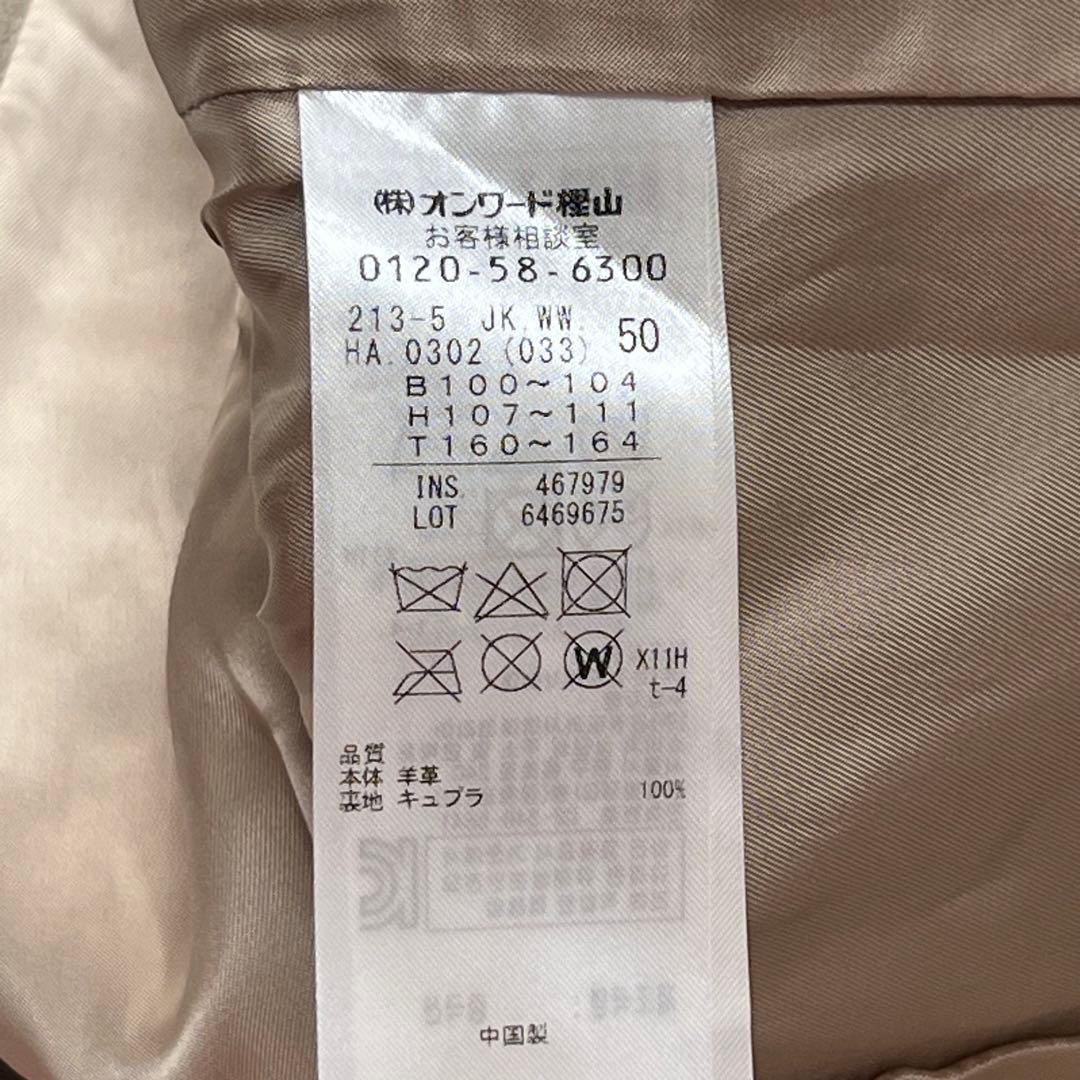 (株)オンワード樫山
お客様相談室
0120-58-6300
213-5 JK.WW. 50
HA.0302 (033)
B100~104
H107~111
T160~164
INS. 467979
LOT 6469675
W X11H
t-4
品質
本体 羊革
裏地 キュプラ 100%
中国製